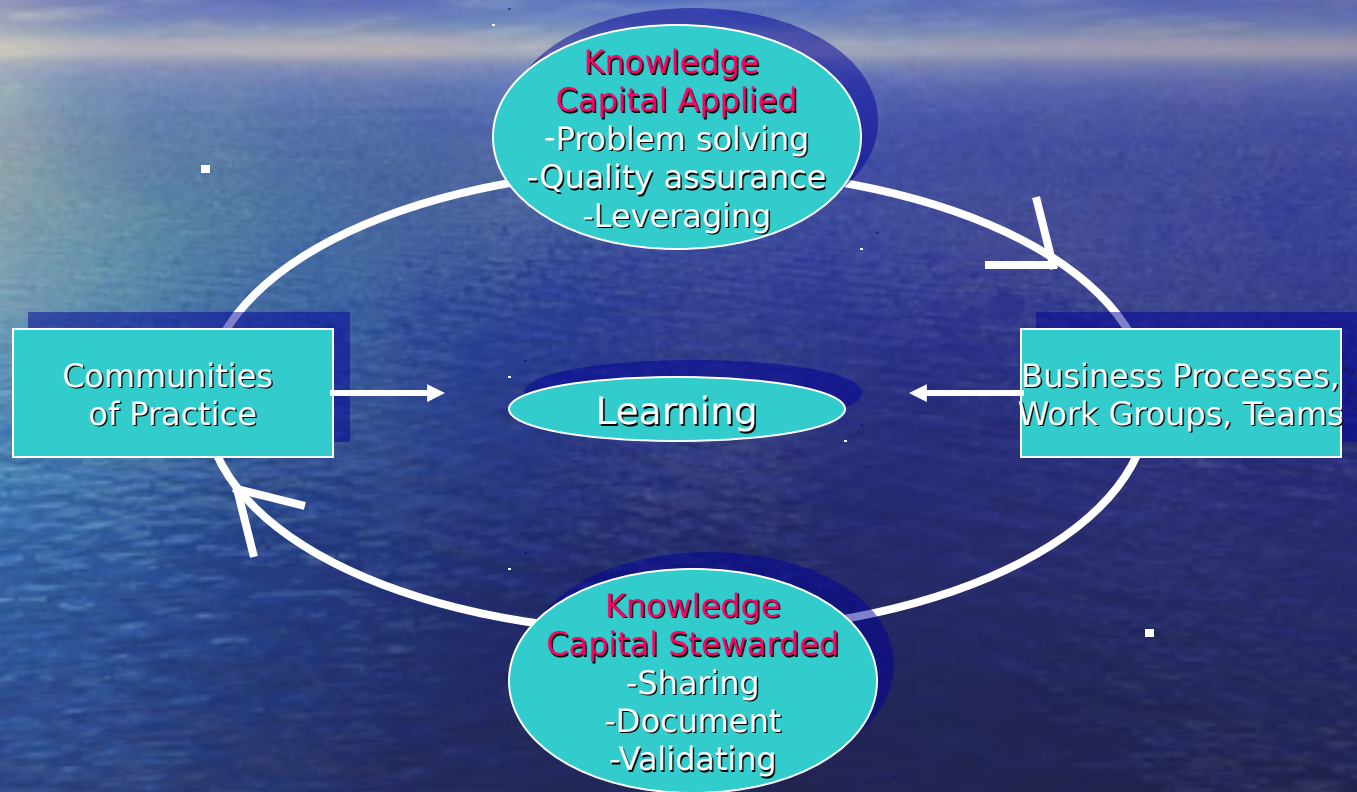 Knowledge
Capital Applied
-Problem solving
-Quality assurance
-Leveraging
Communities
of Practice
Learning
Business Processes,
Work Groups, Teams
Knowledge
Capital Stewarded
-Sharing
-Document
-Validating